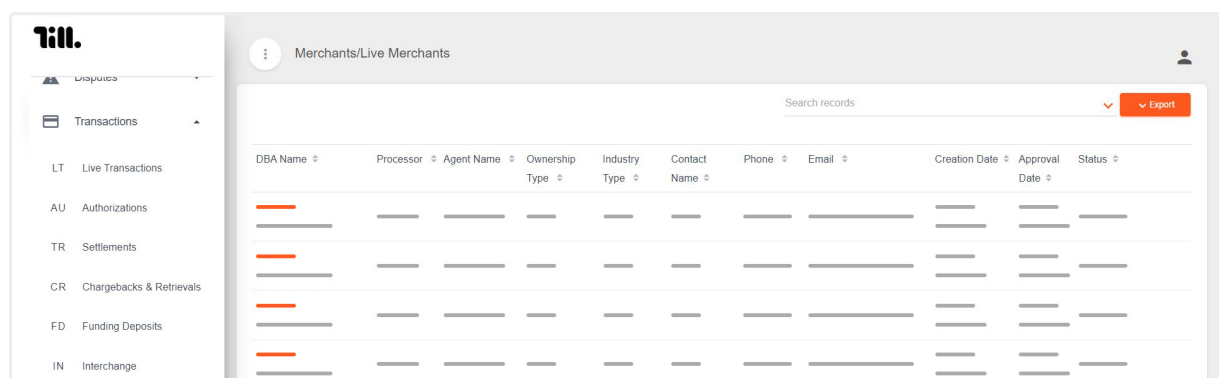 Till.
Merchants/Live Merchants
Disputes
Transactions
LT Live Transactions
AU Authorizations
TR Settlements
CR Chargebacks & Retrievals
FD Funding Deposits
IN Interchange
Search records
Export
DBA Name
Processor
Agent Name
Ownership
Type
Industry
Type
Contact
Name
Phone
Email
Creation Date
Approval
Date
Status